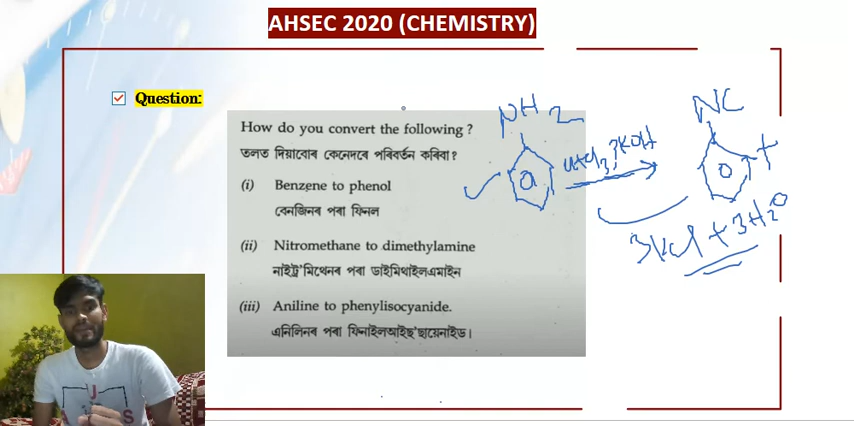 AHSEC 2020 (CHEMISTRY)
Question:
How do you convert the following ?
তলত দিয়াবোৰ কেনেদৰে পৰিবৰ্তন কৰিবা?
(i) Benzene to phenol
বেনজিনৰ পৰা ফিনল
(ii) Nitromethane to dimethylamine
নাইট্ৰ'মিথেনৰ পৰা ডাইমিথাইলএমাইন
(iii) Aniline to phenylisocyanide.
এনিলিনৰ পৰা ফিনাইলআইছ'ছায়েনাইড।
NH2
3KOH
NC
+
3KCl + 3H2O